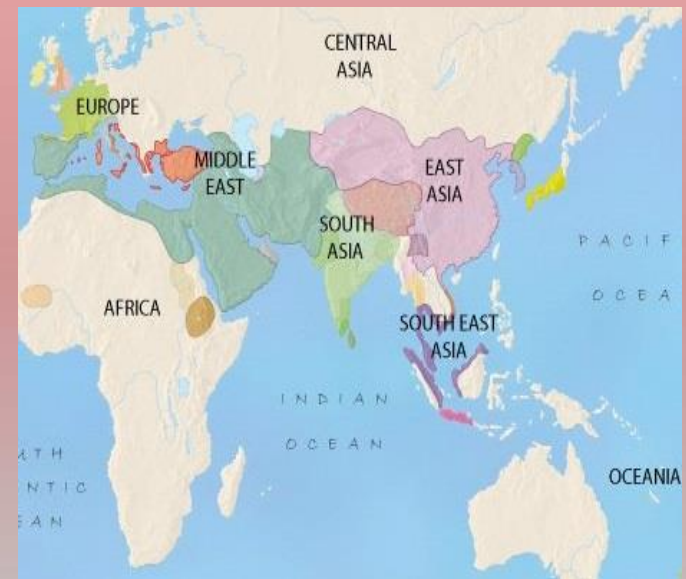 CENTRAL
ASIA
EUROPE
MIDDLE
EAST
EAST
ASIA
SOUTH
ASIA
PACIF
OCEA
AFRICA
SOUTH EAST
ASIA
INDIAN
OCEAN
UTH
NTIC
EAN
OCEANIA